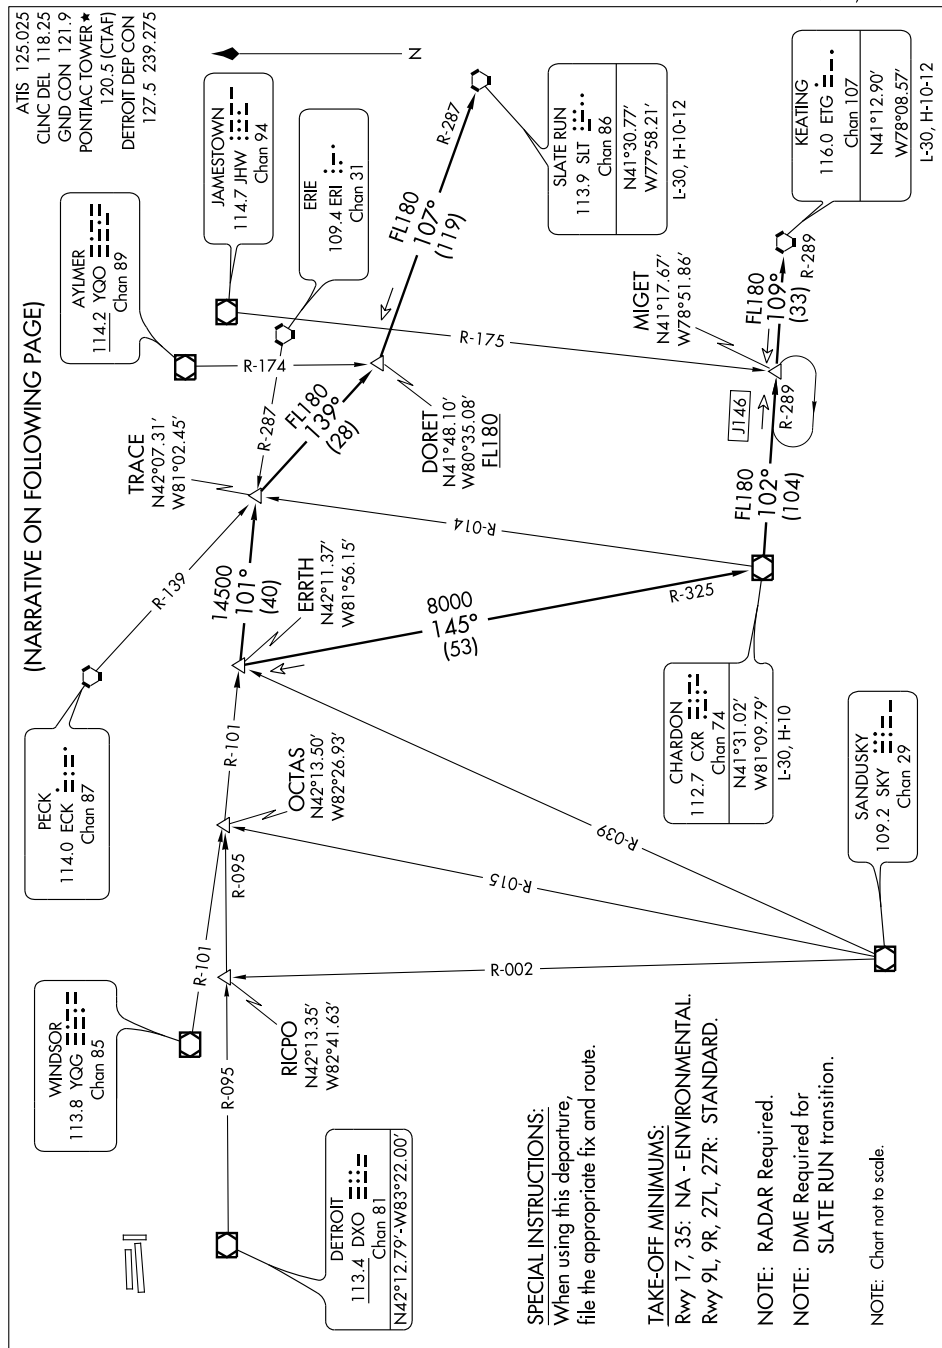 (NARRATIVE ON FOLLOWING PAGE)
ATIS 125.025
CLNC DEL 118.25
GND CON 121.9
PONTIAC TOWER★
120.5 (CTAF)
DETROIT DEP CON
127.5 239.275
N
PECK
114.0 ECK
Chan 87
AYLMER
114.2 YQO
Chan 89
JAMESTOWN
114.7 JHW
Chan 94
ERIE
109.4 ERI
Chan 31
WINDSOR
113.8 YQG
Chan 85
DETROIT
113.4 DXO
Chan 81
N42°12.79'-W83°22.00'
R-095
R-101
RICPO
N42°13.35'
W82°41.63'
R-095
OCTAS
N42°13.50'
W82°26.93'
R-101
ERRTH
N42°11.37'
W81°56.15'
14500
101°
(40)
R-139
TRACE
N42°07.31'
W81°02.45'
R-287
R-174
FL180
139°
(28)
DORET
N41°48.10'
W80°35.08'
FL180
FL180
107°
(119)
R-287
SLATE RUN
113.9 SLT
Chan 86
N41°30.77'
W77°58.21'
L-30, H-10-12
R-175
R-014
8000
145°
(53)
R-325
R-002
R-015
R-039
CHARDON
112.7 CXR
Chan 74
N41°31.02'
W81°09.79'
L-30, H-10
FL180
102°
(104)
J146
R-289
MIGET
N41°17.67'
W78°51.86'
FL180
109°
(33)
R-289
KEATING
116.0 ETG
Chan 107
N41°12.90'
W78°08.57'
L-30, H-10-12
SANDUSKY
109.2 SKY
Chan 29
SPECIAL INSTRUCTIONS:
When using this departure,
file the appropriate fix and route.
TAKE-OFF MINIMUMS:
Rwy 17, 35: NA - ENVIRONMENTAL.
Rwy 9L, 9R, 27L, 27R: STANDARD.
NOTE: RADAR Required.
NOTE: DME Required for
SLATE RUN transition.
NOTE: Chart not to scale.